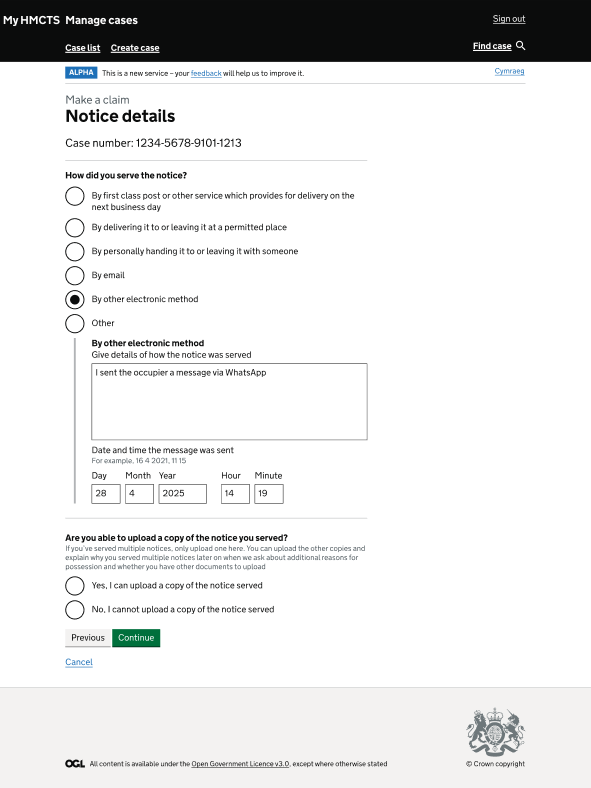 My HMCTS Manage cases
Sign out
Case list Create case
Find case
ALPHA This is a new service – your feedback will help us to improve it.
Cymraeg
Make a claim
Notice details
Case number: 1234-5678-9101-1213
How did you serve the notice?
By first class post or other service which provides for delivery on the
next business day
By delivering it to or leaving it at a permitted place
By personally handing it to or leaving it with someone
By email
By other electronic method
Other
By other electronic method
Give details of how the notice was served
I sent the occupier a message via WhatsApp
Date and time the message was sent
For example, 16 4 2021, 11 15
Day Month Year Hour Minute
28 4 2025 14 19
Are you able to upload a copy of the notice you served?
If you've served multiple notices, only upload one here. You can upload the other copies and
explain why you served multiple notices later on when we ask about additional reasons for
possession and whether you have other documents to upload
Yes, I can upload a copy of the notice served
No, I cannot upload a copy of the notice served
Previous Continue
Cancel
OGL All content is available under the Open Government Licence v3.0, except where otherwise stated
© Crown copyright